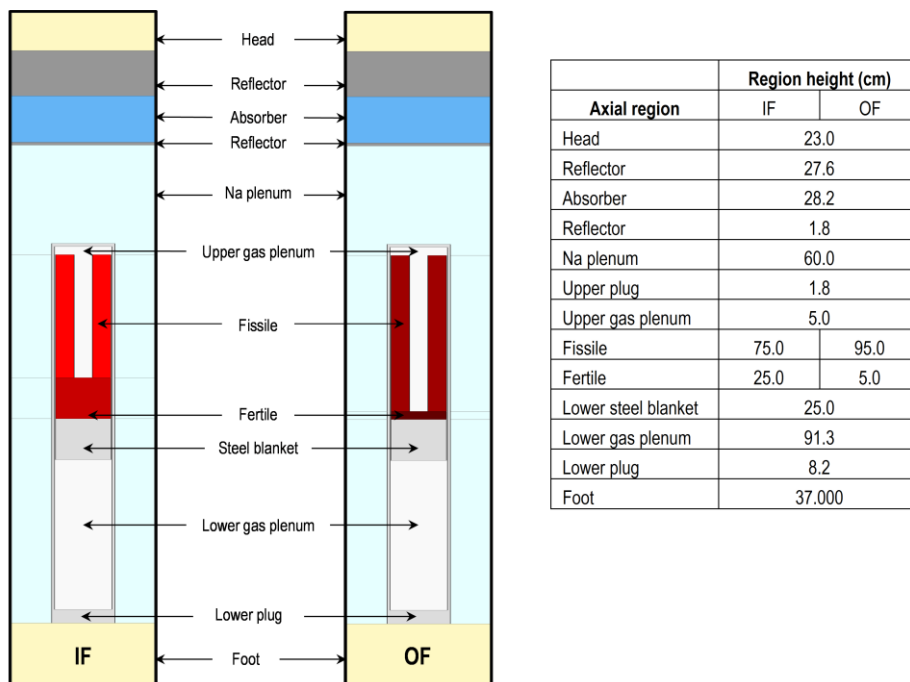 Head
Reflector
Absorber
Reflector
Na plenum
Upper gas plenum
Fissile
Fertile
Steel blanket
Lower gas plenum
Lower plug
IF Foot OF
Region height (cm)
Axial region IF OF
Head 23.0
Reflector 27.6
Absorber 28.2
Reflector 1.8
Na plenum 60.0
Upper plug 1.8
Upper gas plenum 5.0
Fissile 75.0 95.0
Fertile 25.0 5.0
Lower steel blanket 25.0
Lower gas plenum 91.3
Lower plug 8.2
Foot 37.000